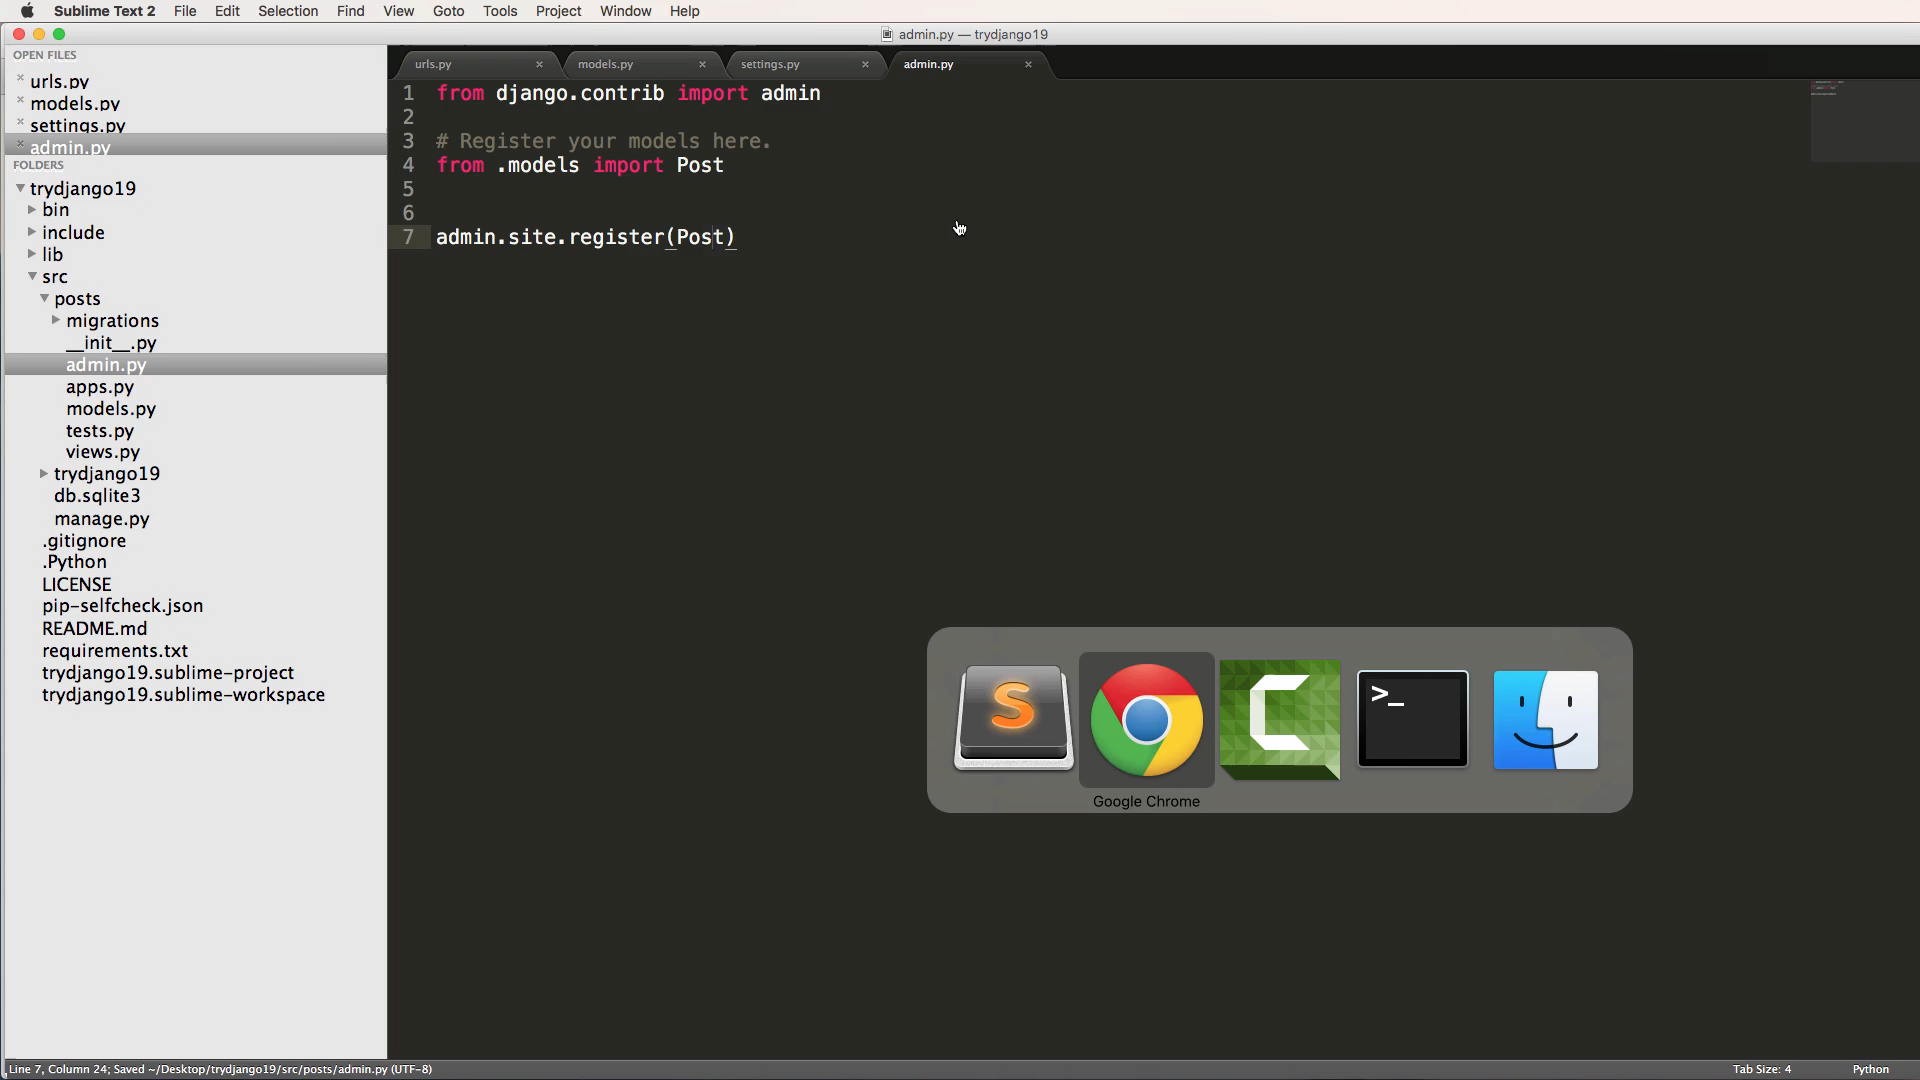 Sublime Text 2 File Edit Selection Find View Goto Tools Project Window Help
admin.py — trydjango19
OPEN FILES
urls.py
models.py
settings.py
admin.py
FOLDERS
trydjango19
bin
include
lib
src
posts
migrations
__init__.py
admin.py
apps.py
models.py
tests.py
views.py
trydjango19
db.sqlite3
manage.py
.gitignore
.Python
LICENSE
pip-selfcheck.json
README.md
requirements.txt
trydjango19.sublime-project
trydjango19.sublime-workspace
urls.py models.py settings.py admin.py
1 from django.contrib import admin
2
3 # Register your models here.
4 from .models import Post
5
6
7 admin.site.register(Post)
S
>_
Google Chrome
Line 7, Column 24; Saved ~/Desktop/trydjango19/src/posts/admin.py (UTF-8) Tab Size: 4 Python